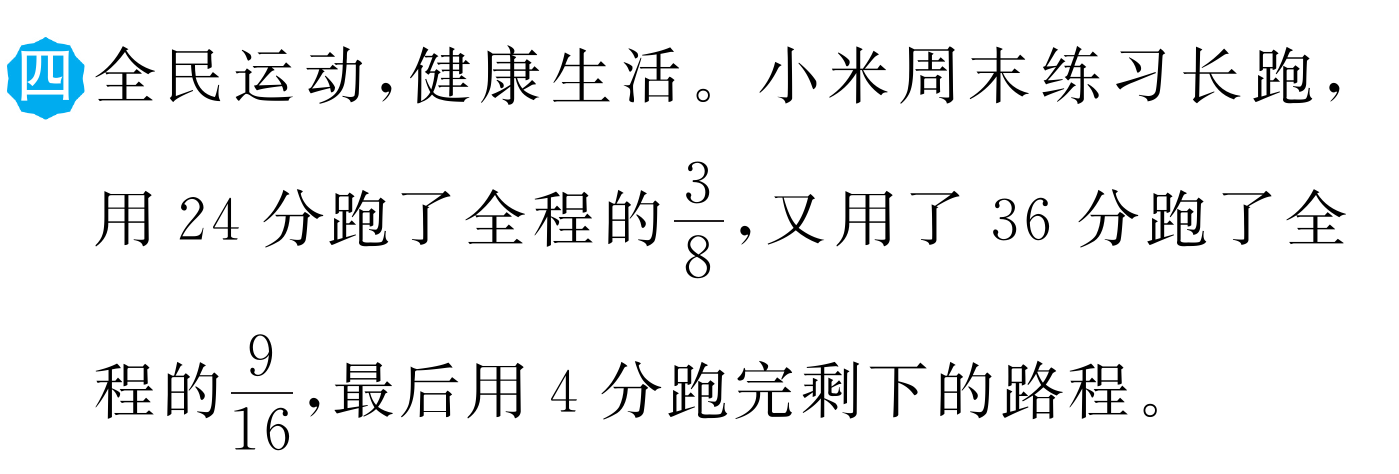 四 全民运动,健康生活。小米周末练习长跑,
用 24 分跑了全程的 3/8 ,又用了 36 分跑了全
程的 9/16 ,最后用 4 分跑完剩下的路程。